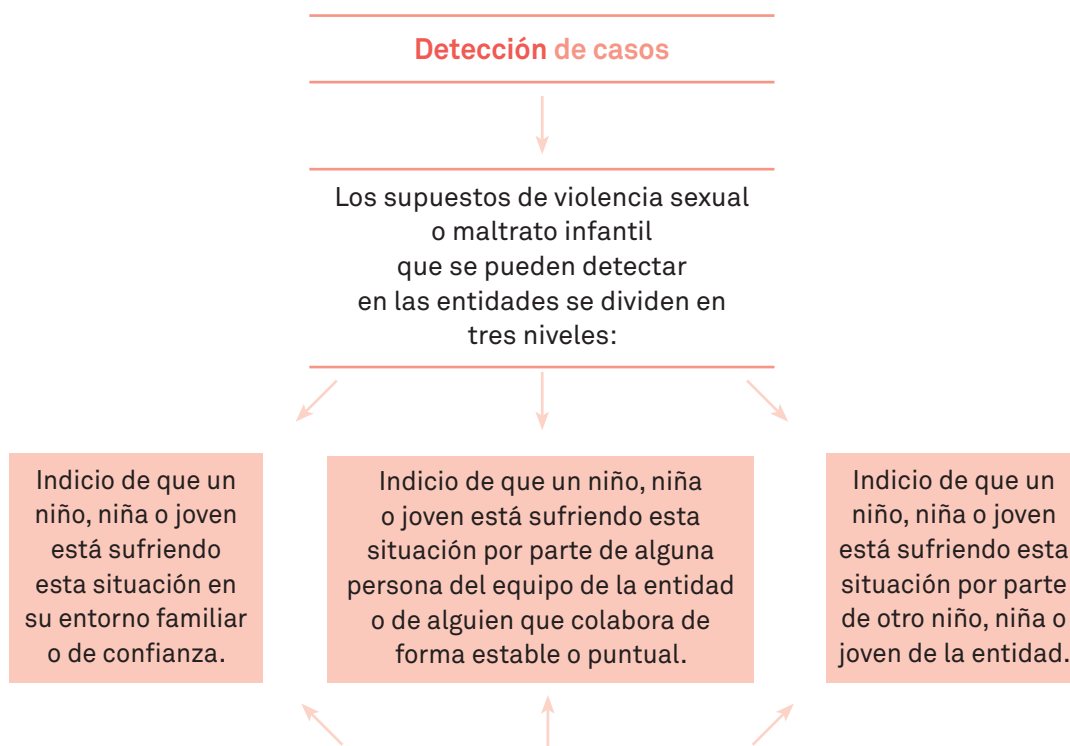 Detección de casos
Los supuestos de violencia sexual
o maltrato infantil
que se pueden detectar
en las entidades se dividen en
tres niveles:
Indicio de que un
niño, niña o joven
está sufriendo
esta situación en
su entorno familiar
o de confianza.
Indicio de que un niño, niña
o joven está sufriendo esta
situación por parte de alguna
persona del equipo de la entidad
o de alguien que colabora de
forma estable o puntual.
Indicio de que un
niño, niña o joven
está sufriendo esta
situación por parte
de otro niño, niña o
joven de la entidad.